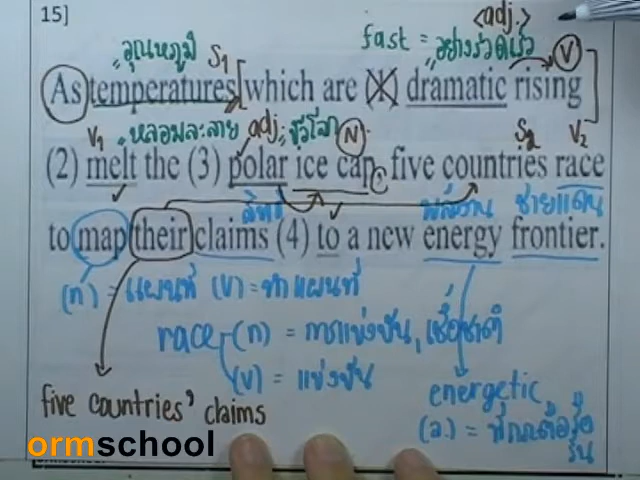 15]
<adj.>
อุณหภูมิ S1 fast = อย่างรวดเร็ว V
As temperatures [which are (1) dramatic rising]
V1 หลอมละลาย adj. ขั้วโลก N S2 V2
(2) melt the (3) polar ice cap, five countries race
สิทธิ พลังงาน ชายแดน
to map their claims (4) to a new energy frontier.
(n) = แผนที่ (v) = ทำแผนที่
race (n) = การแข่งขัน, เชื้อชาติ
(v) = แข่งขัน
energetic
five countries' claims
(a.) = ที่กระตือรือร้น
ormschool